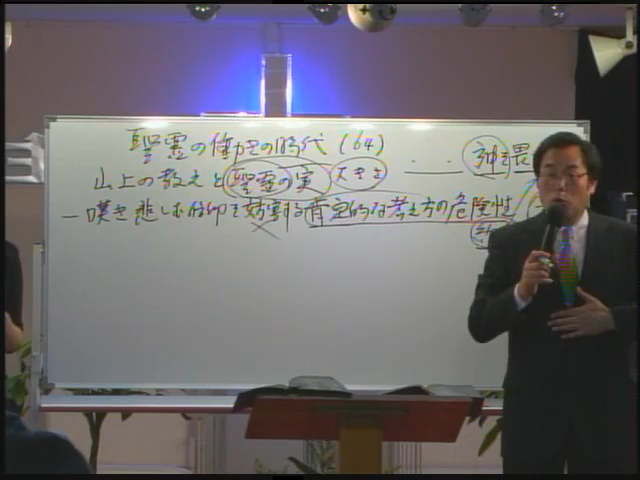 聖霊の働きの時代 (64)
山上の教えと聖霊の実 大きさ ‥‥ 神を畏
一嘆き悲しむ信仰を妨害する肯定的な考え方の危険性